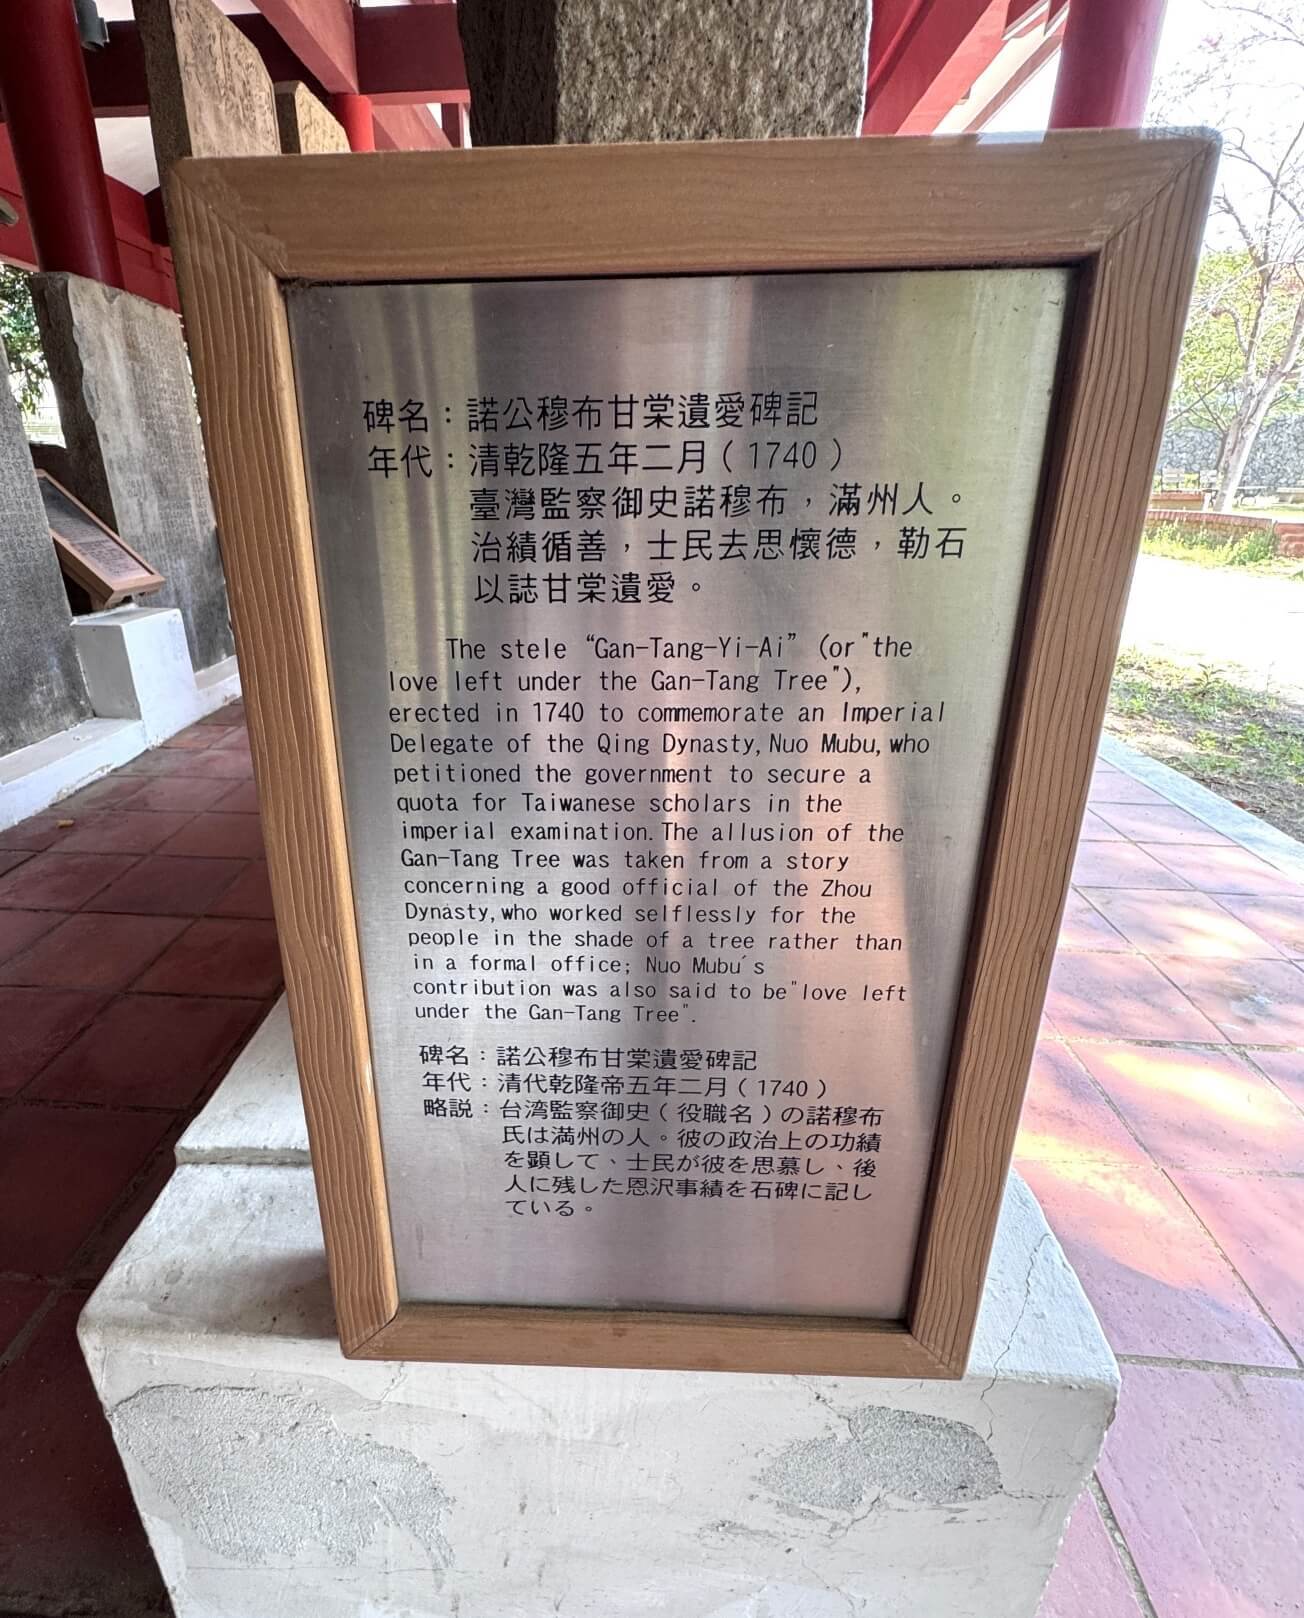 碑名：諾公穆布甘棠遺愛碑記
年代：清乾隆五年二月（1740）
臺灣監察御史諾穆布，滿州人。
治績循善，士民去思懷德，勒石
以誌甘棠遺愛。
The stele “Gan-Tang-Yi-Ai” (or"the
love left under the Gan-Tang Tree"),
erected in 1740 to commemorate an Imperial
Delegate of the Qing Dynasty,Nuo Mubu,who
petitioned the government to secure a
quota for Taiwanese scholars in the
imperial examination.The allusion of the
Gan-Tang Tree was taken from a story
concerning a good official of the Zhou
Dynasty,who worked selflessly for the
people in the shade of a tree rather than
in a formal office; Nuo Mubu's
contribution was also said to be"love left
under the Gan-Tang Tree".
碑名：諾公穆布甘棠遺愛碑記
年代：清代乾隆帝五年二月（1740）
略説：台湾監察御史（役職名）の諾穆布
氏は満州の人。彼の政治上の功績
を顕して、士民が彼を思慕し、後
人に残した恩沢事績を石碑に記し
ている。